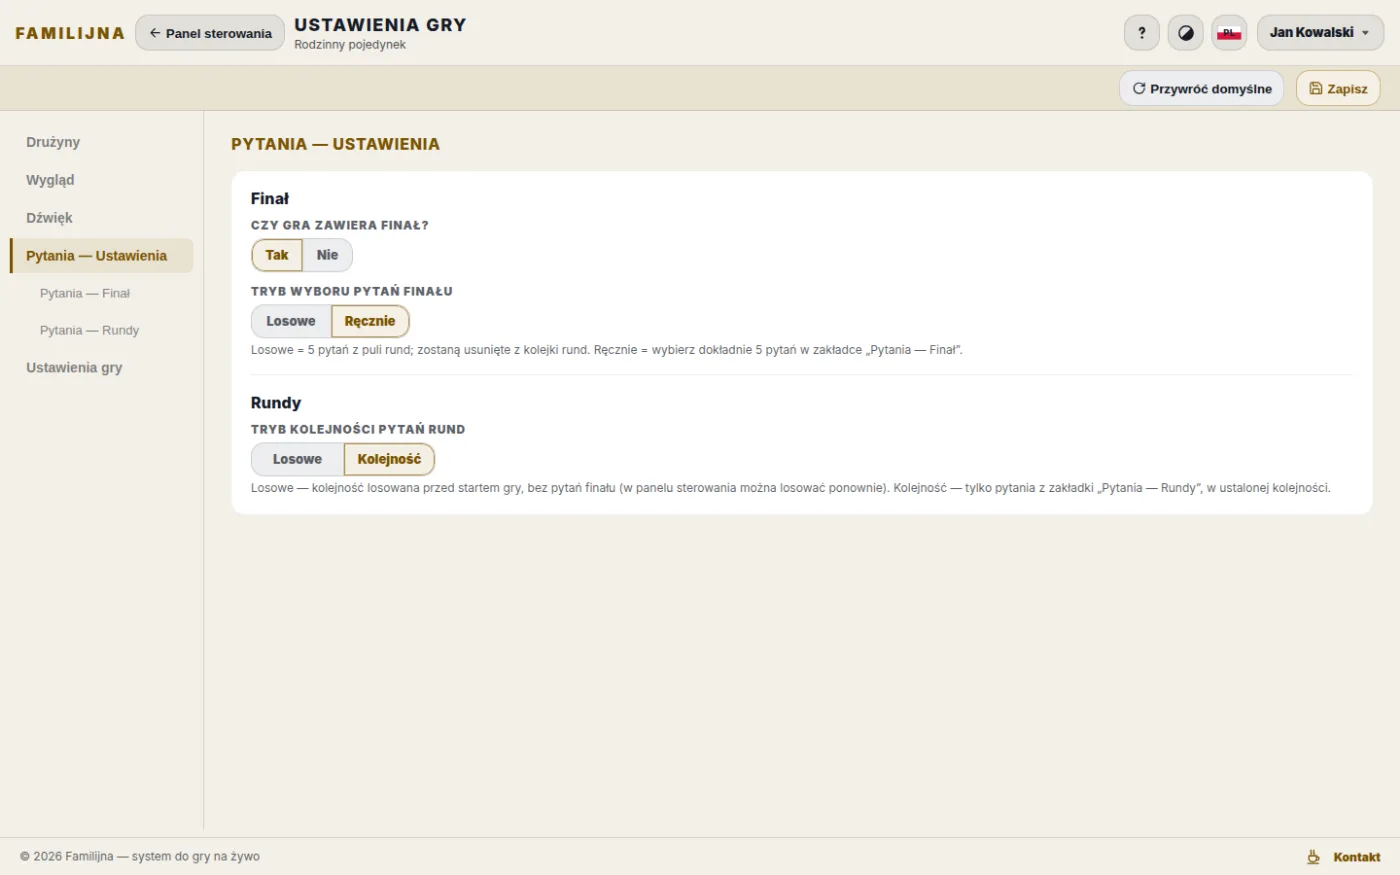 FAMILIJNA
← Panel sterowania
USTAWIENIA GRY
Rodzinny pojedynek
?
PL
Jan Kowalski
Przywróć domyślne
Zapisz
Drużyny
Wygląd
Dźwięk
Pytania — Ustawienia
Pytania — Finał
Pytania — Rundy
Ustawienia gry
PYTANIA — USTAWIENIA
Finał
CZY GRA ZAWIERA FINAŁ?
Tak Nie
TRYB WYBORU PYTAŃ FINAŁU
Losowe Ręcznie
Losowe = 5 pytań z puli rund; zostaną usunięte z kolejki rund. Ręcznie = wybierz dokładnie 5 pytań w zakładce „Pytania — Finał”.
Rundy
TRYB KOLEJNOŚCI PYTAŃ RUND
Losowe Kolejność
Losowe — kolejność losowana przed startem gry, bez pytań finału (w panelu sterowania można losować ponownie). Kolejność — tylko pytania z zakładki „Pytania — Rundy”, w ustalonej kolejności.
© 2026 Familijna — system do gry na żywo
Kontakt